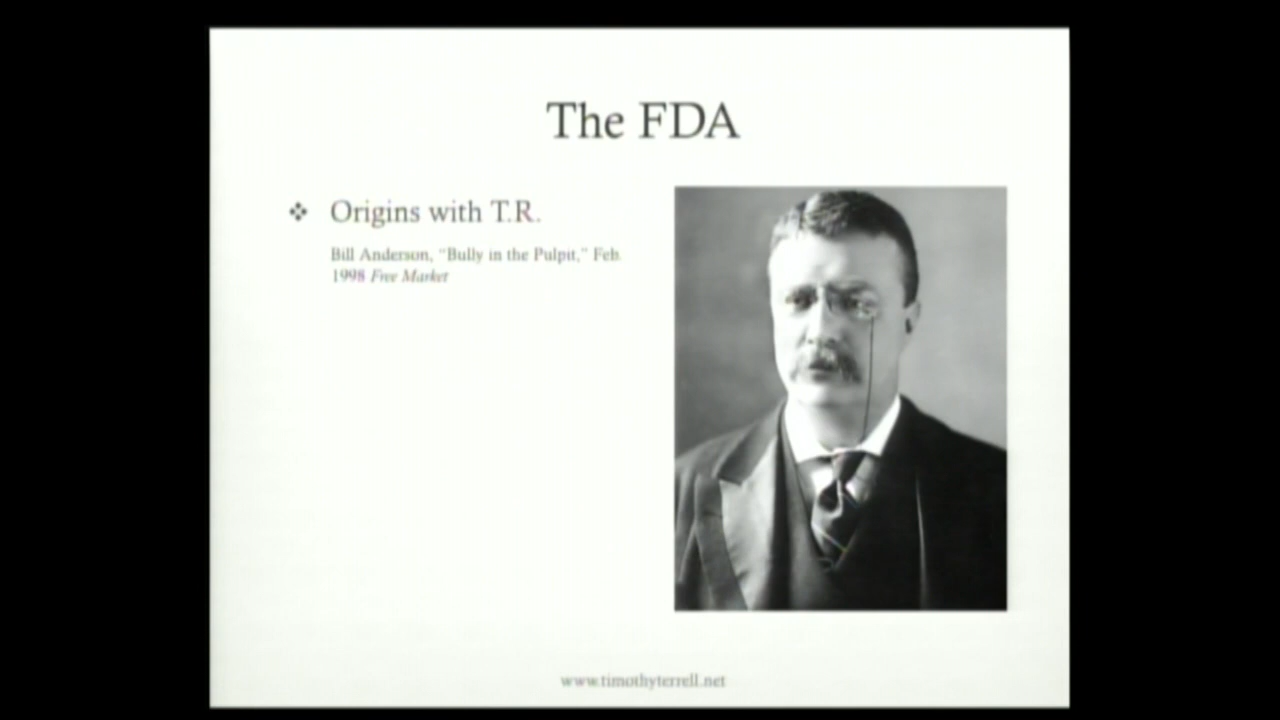 The FDA
Origins with T.R.
Bill Anderson, “Bully in the Pulpit,” Feb.
1998 Free Market
www.timothyterrell.net